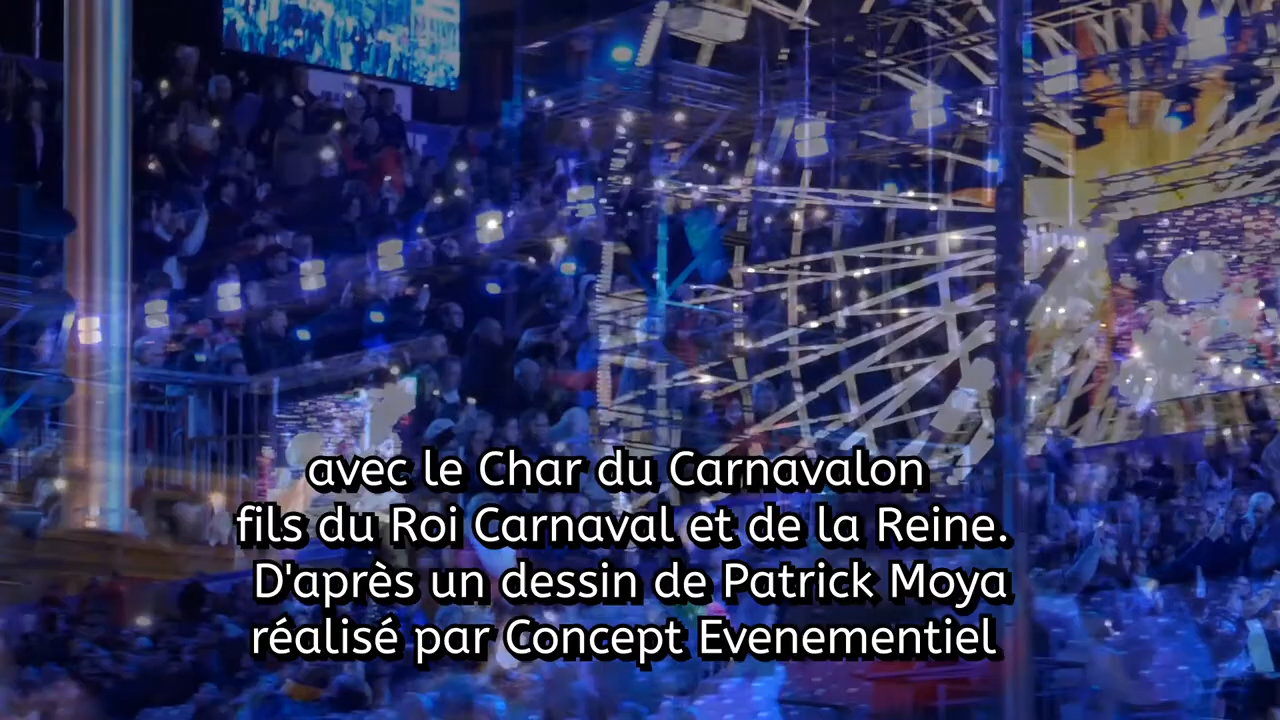 avec le Char du Carnavalon
fils du Roi Carnaval et de la Reine.
D'après un dessin de Patrick Moya
réalisé par Concept Evenementiel